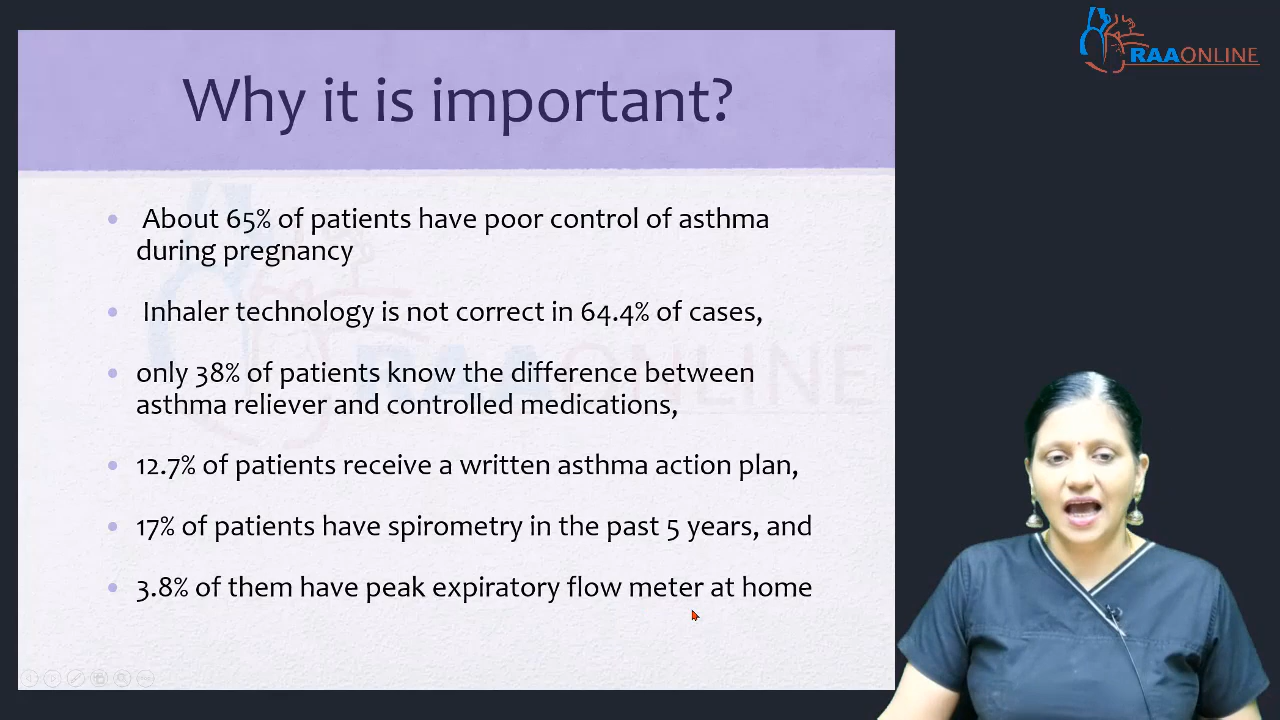 RAAONLINE
Why it is important?
About 65% of patients have poor control of asthma
during pregnancy
Inhaler technology is not correct in 64.4% of cases,
only 38% of patients know the difference between
asthma reliever and controlled medications,
12.7% of patients receive a written asthma action plan,
17% of patients have spirometry in the past 5 years, and
3.8% of them have peak expiratory flow meter at home
RAAONLINE